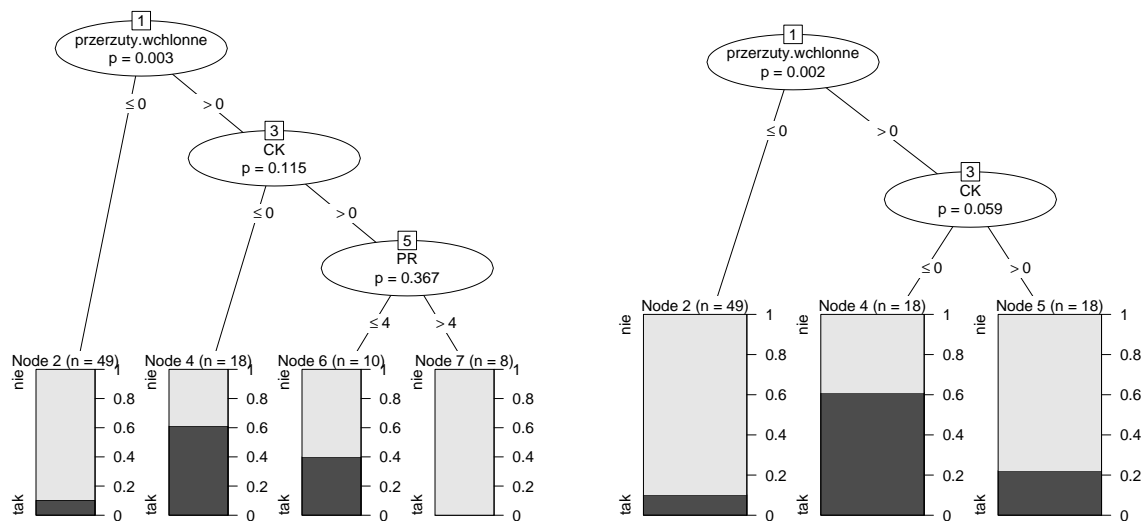 1
przerzuty.wchlonne
p = 0.003
≤ 0
> 0
3
CK
p = 0.115
≤ 0
> 0
5
PR
p = 0.367
≤ 4
> 4
Node 2 (n = 49)
tak
nie
0
0.2
0.4
0.6
0.8
1
Node 4 (n = 18)
tak
nie
0
0.2
0.4
0.6
0.8
1
Node 6 (n = 10)
tak
nie
0
0.2
0.4
0.6
0.8
1
Node 7 (n = 8)
tak
nie
0
0.2
0.4
0.6
0.8
1
1
przerzuty.wchlonne
p = 0.002
≤ 0
> 0
3
CK
p = 0.059
≤ 0
> 0
Node 2 (n = 49)
tak
nie
0
0.2
0.4
0.6
0.8
1
Node 4 (n = 18)
tak
nie
0
0.2
0.4
0.6
0.8
1
Node 5 (n = 18)
tak
nie
0
0.2
0.4
0.6
0.8
1